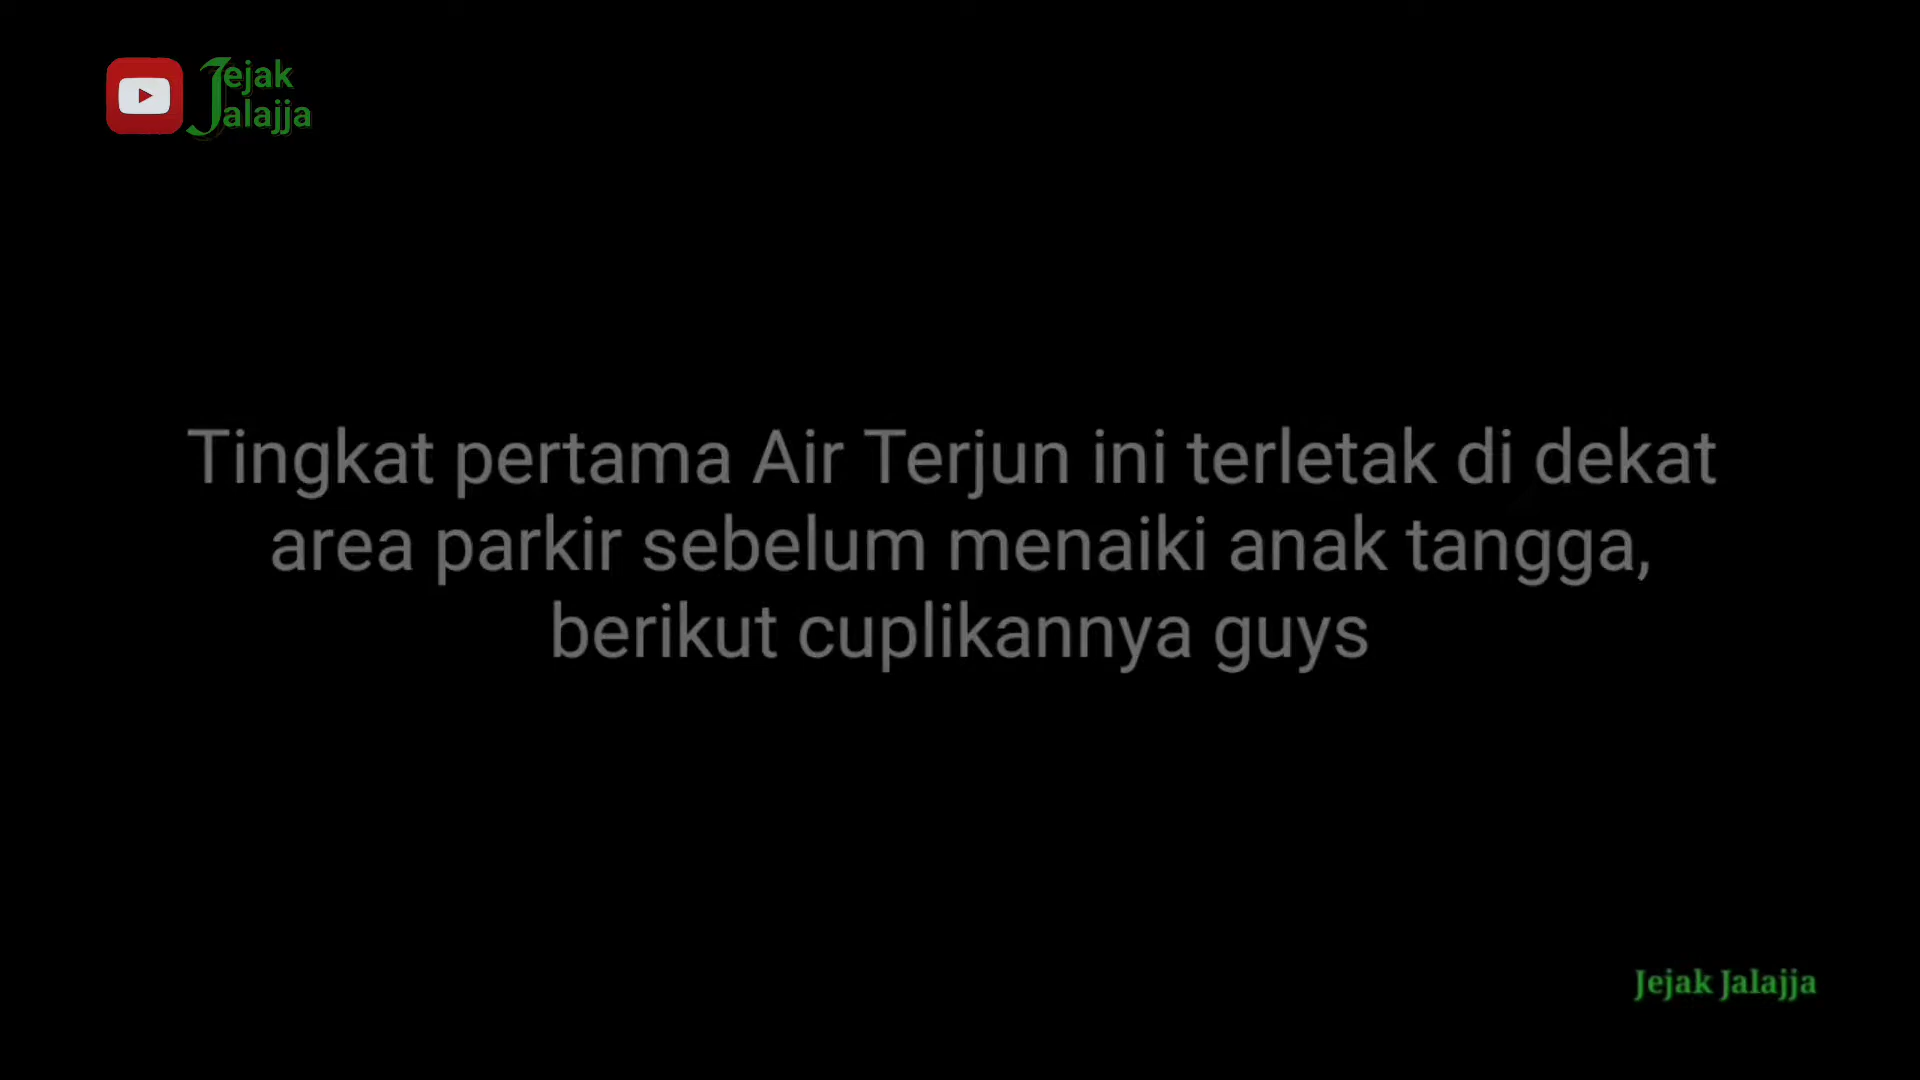 Jejak
Jalajja
Tingkat pertama Air Terjun ini terletak di dekat
area parkir sebelum menaiki anak tangga,
berikut cuplikannya guys
Jejak Jalajja